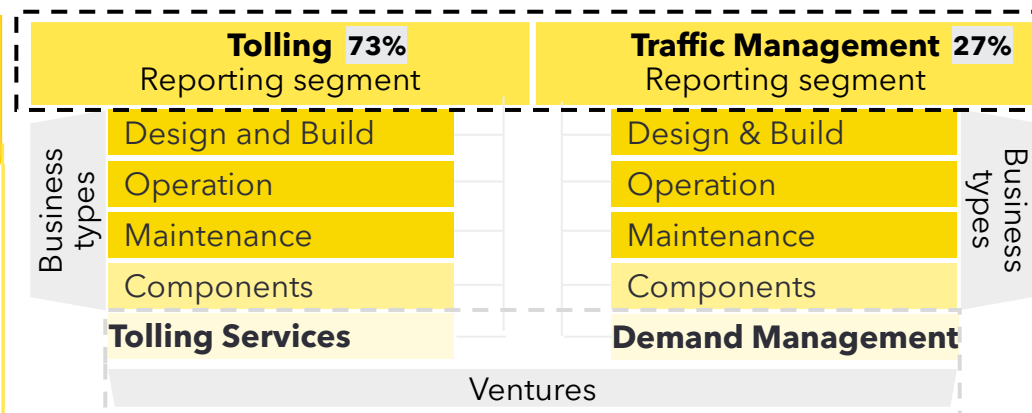 Tolling 73%
Reporting segment
Traffic Management 27%
Reporting segment
Business
types
Design and Build
Operation
Maintenance
Components
Tolling Services
Design & Build
Operation
Maintenance
Components
Demand Management
Business
types
Ventures